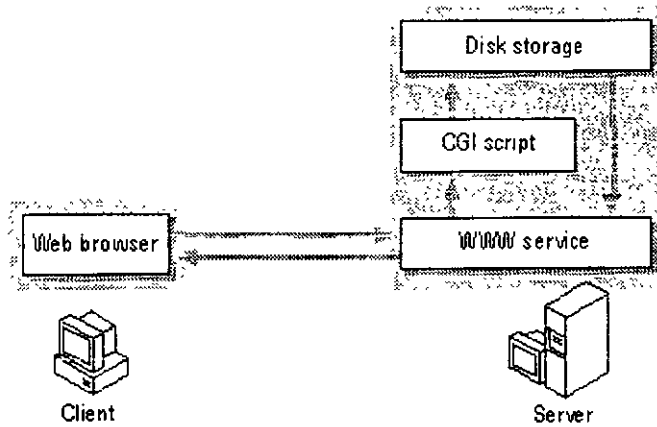 Disk storage
CGI script
Web browser
WWW service
Client
Server